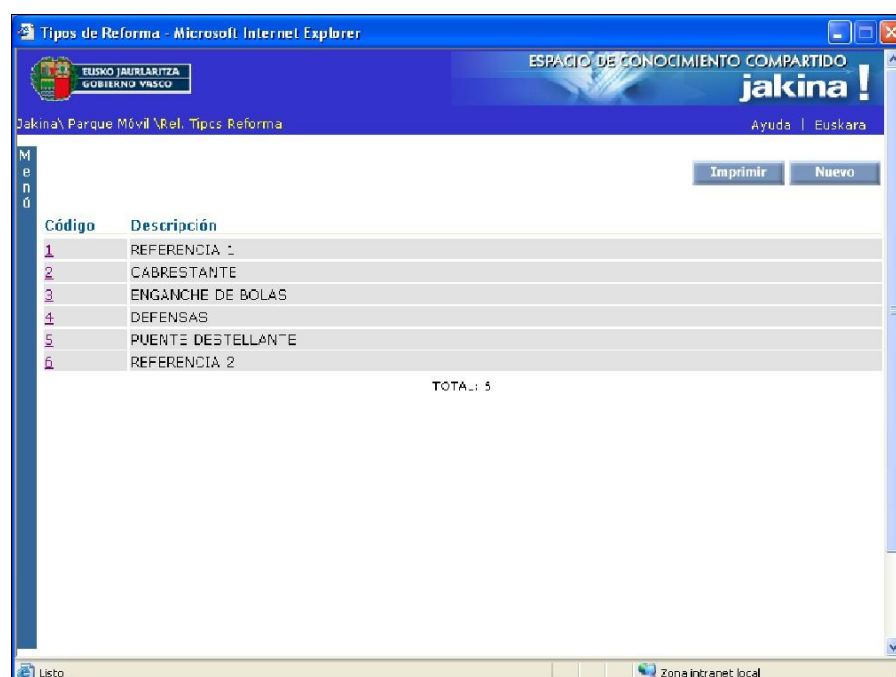 Tipos de Reforma - Microsoft Internet Explorer
EUSKO JAURLARITZA
GOBIERNO VASCO
ESPACIO DE CONOCIMIENTO COMPARTIDO
jakina !
Jakina\ Parque Móvil \Rel. Tipos Reforma
Ayuda | Euskara
Menú
Imprimir Nuevo
Código Descripción
1 REFERENCIA 1
2 CABRESTANTE
3 ENGANCHE DE BOLAS
4 DEFENSAS
5 PUENTE DESTELLANTE
6 REFERENCIA 2
TOTAL:
Listo
Zona intranet local